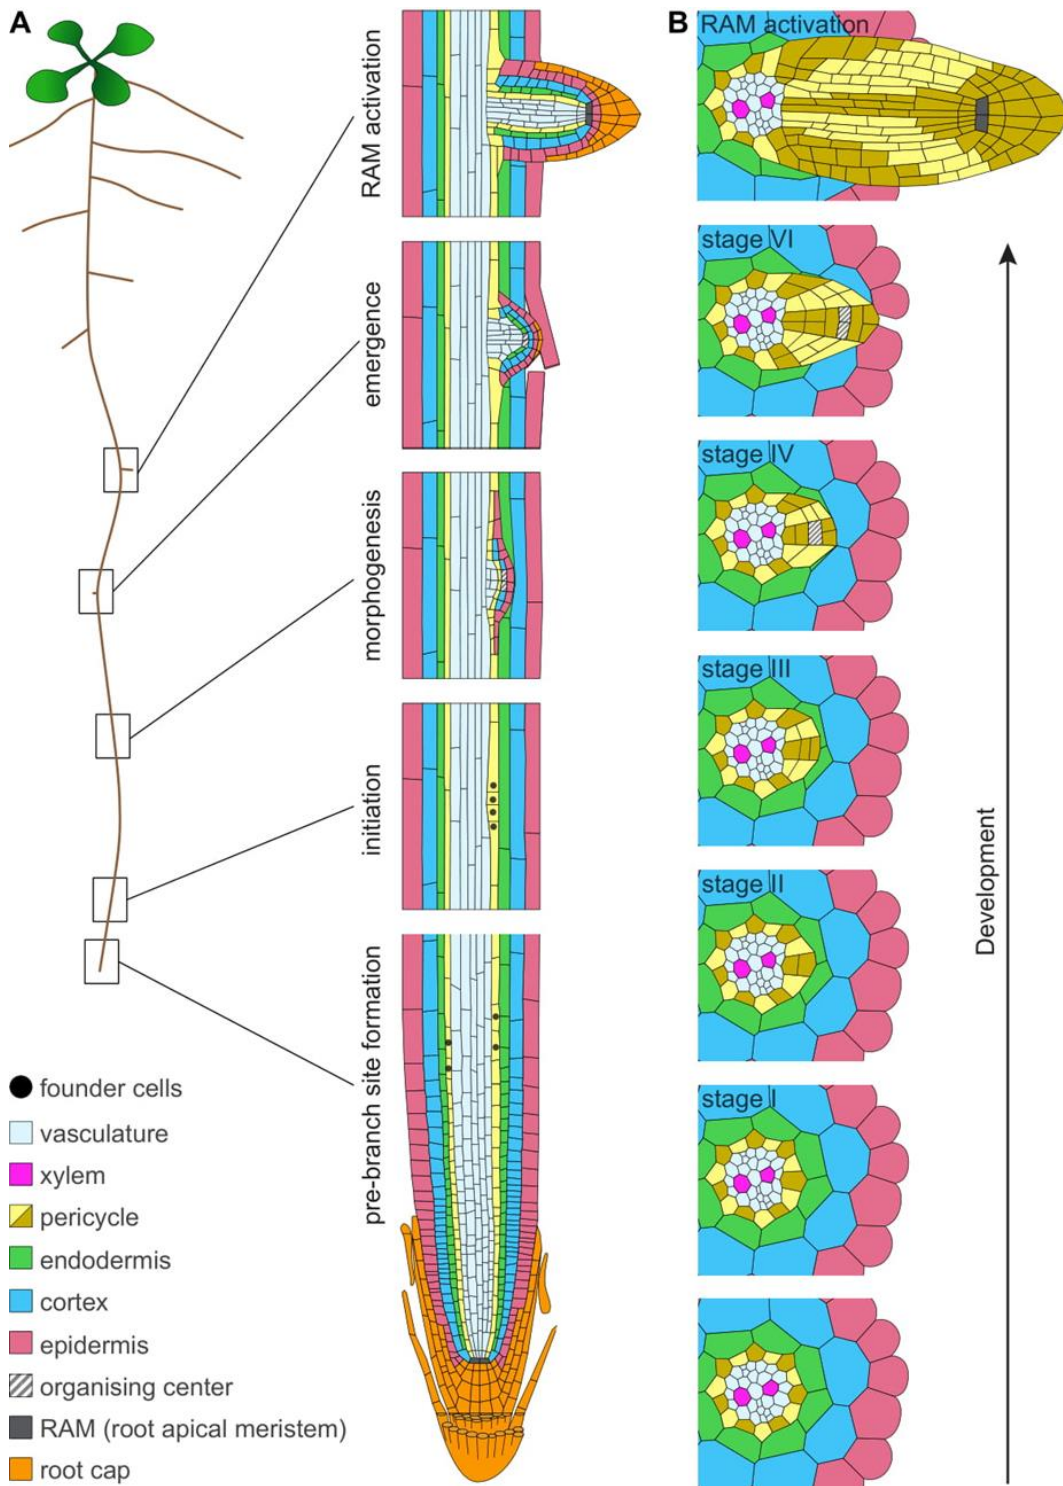 A
RAM activation
emergence
morphogenesis
initiation
pre-branch site formation
founder cells
vasculature
xylem
pericycle
endodermis
cortex
epidermis
organising center
RAM (root apical meristem)
root cap
B
RAM activation
stage VI
stage IV
stage III
stage II
stage I
Development